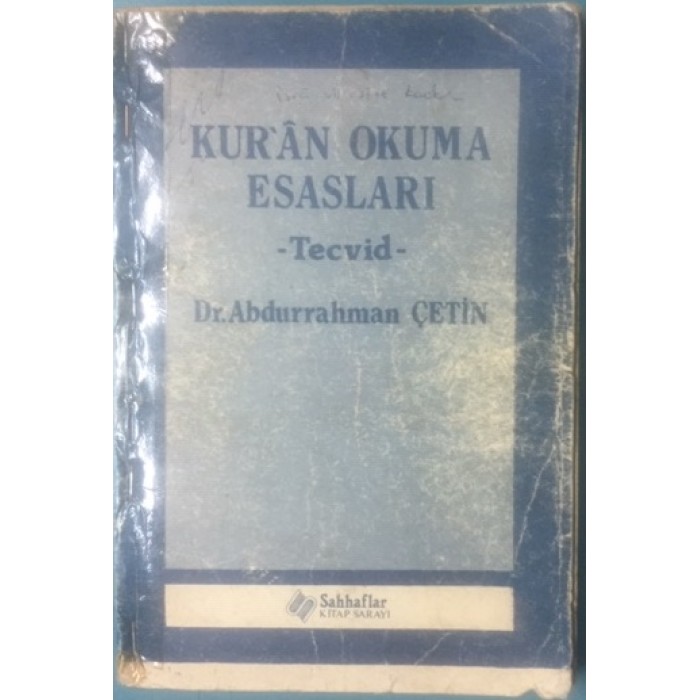 KUR'ÂN OKUMA
ESASLARI
-Tecvid-
Dr. Abdurrahman ÇETİN
Sahhaflar
KİTAP SARAYI